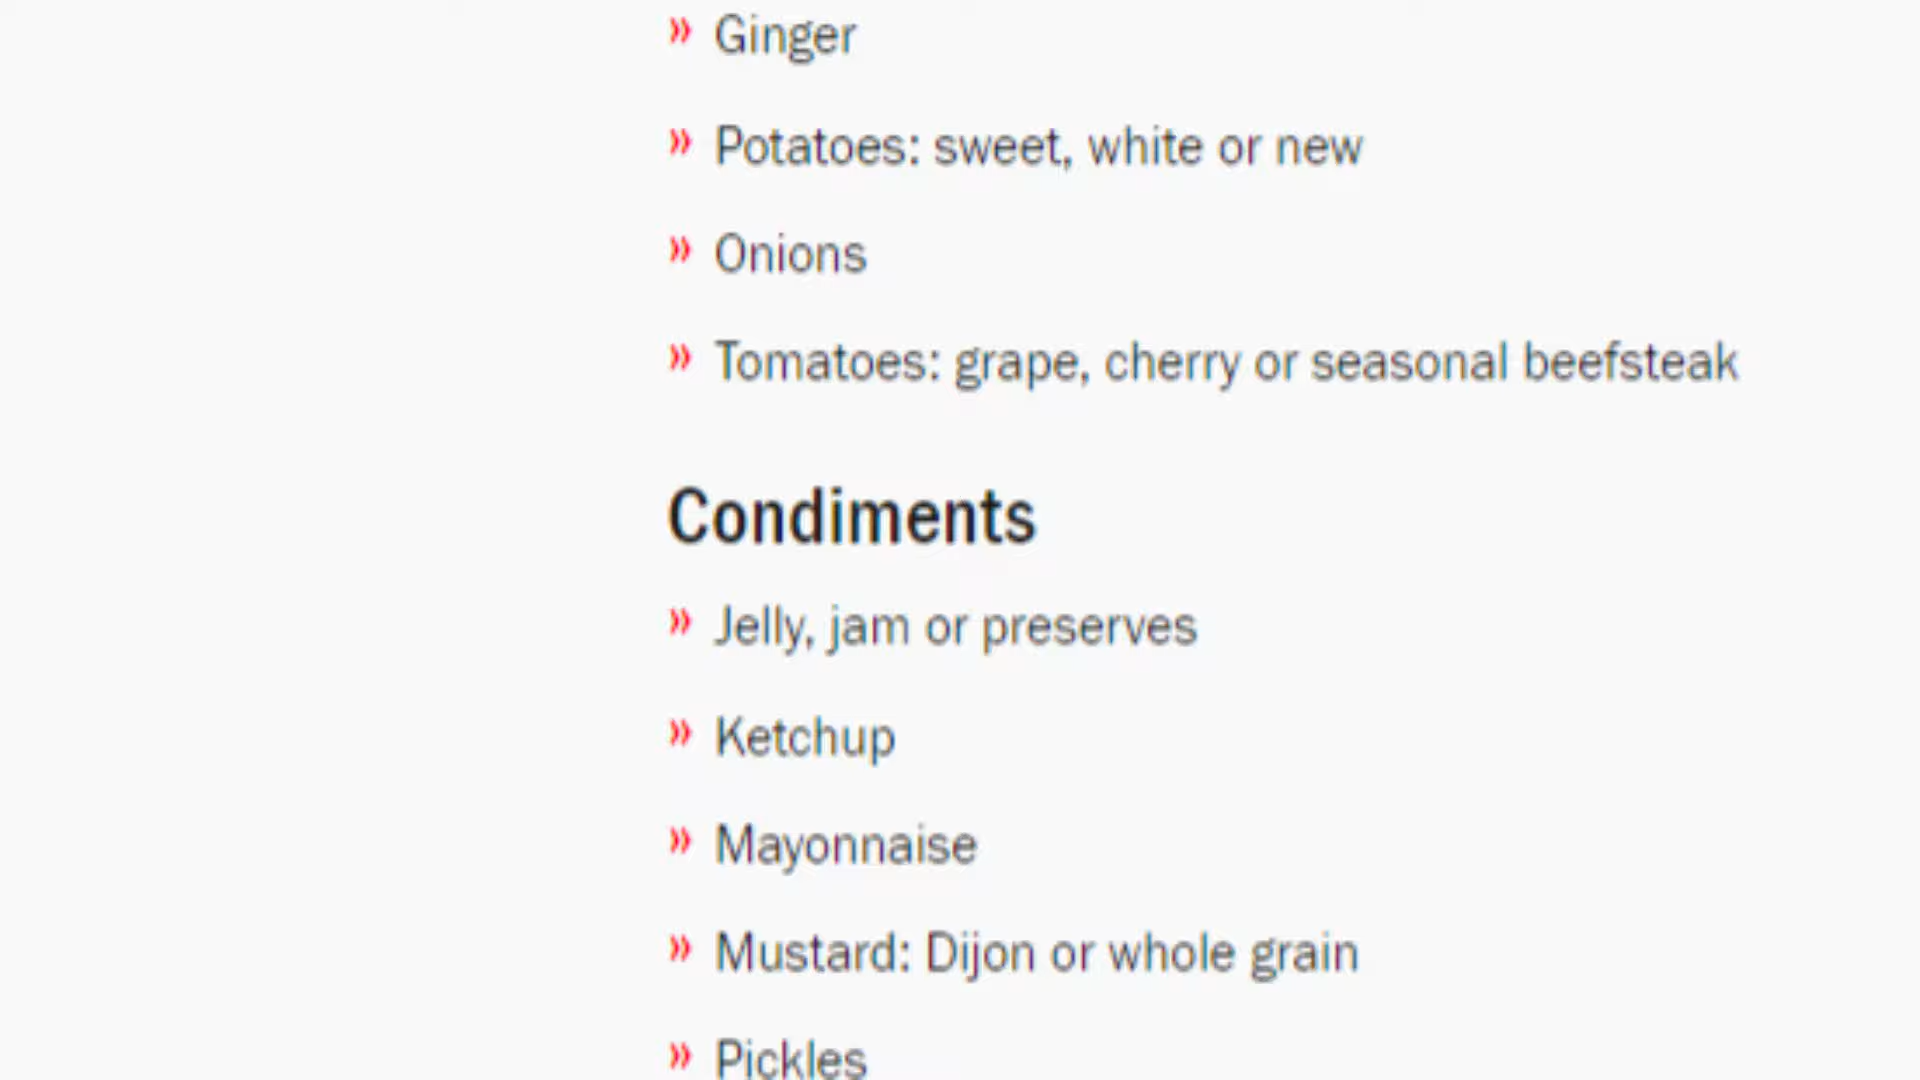 » Ginger
» Potatoes: sweet, white or new
» Onions
» Tomatoes: grape, cherry or seasonal beefsteak
Condiments
» Jelly, jam or preserves
» Ketchup
» Mayonnaise
» Mustard: Dijon or whole grain
» Pickles